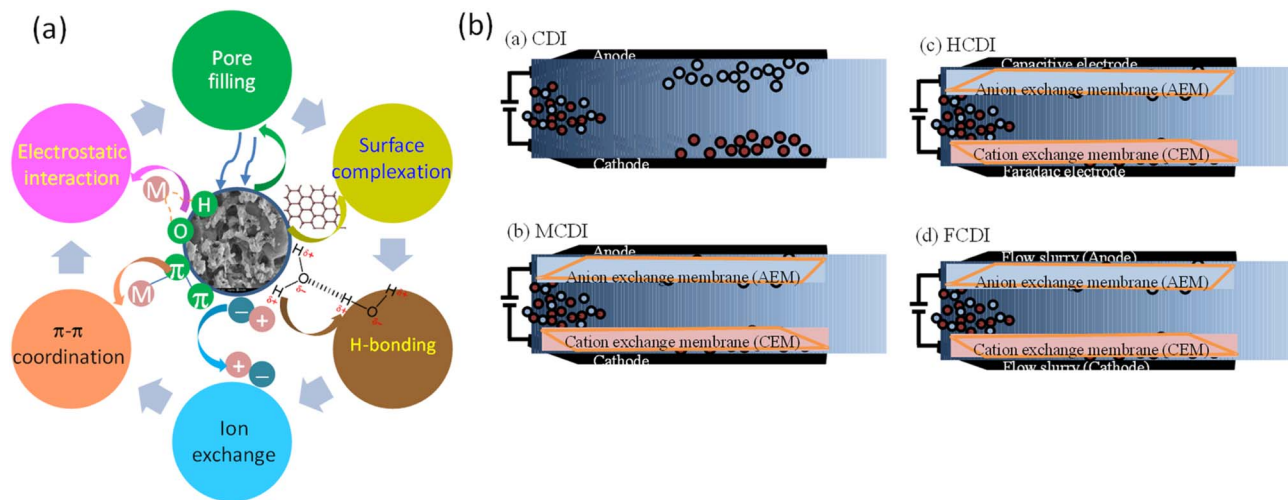 (a)
Pore
filling
Electrostatic
interaction
Surface
complexation
M
H
O
π
M
π
π-π
coordination
H
δ+
O
H
δ+
δ-
H
δ+
H
δ+
O
δ-
H-bonding
−
+
+
−
Ion
exchange
(b)
(a) CDI
Anode
Cathode
(b) MCDI
Anode
Anion exchange membrane (AEM)
Cation exchange membrane (CEM)
Cathode
(c) HCDI
Capacitive electrode
Anion exchange membrane (AEM)
Cation exchange membrane (CEM)
Faradaic electrode
(d) FCDI
Flow slurry (Anode)
Anion exchange membrane (AEM)
Cation exchange membrane (CEM)
Flow slurry (Cathode)